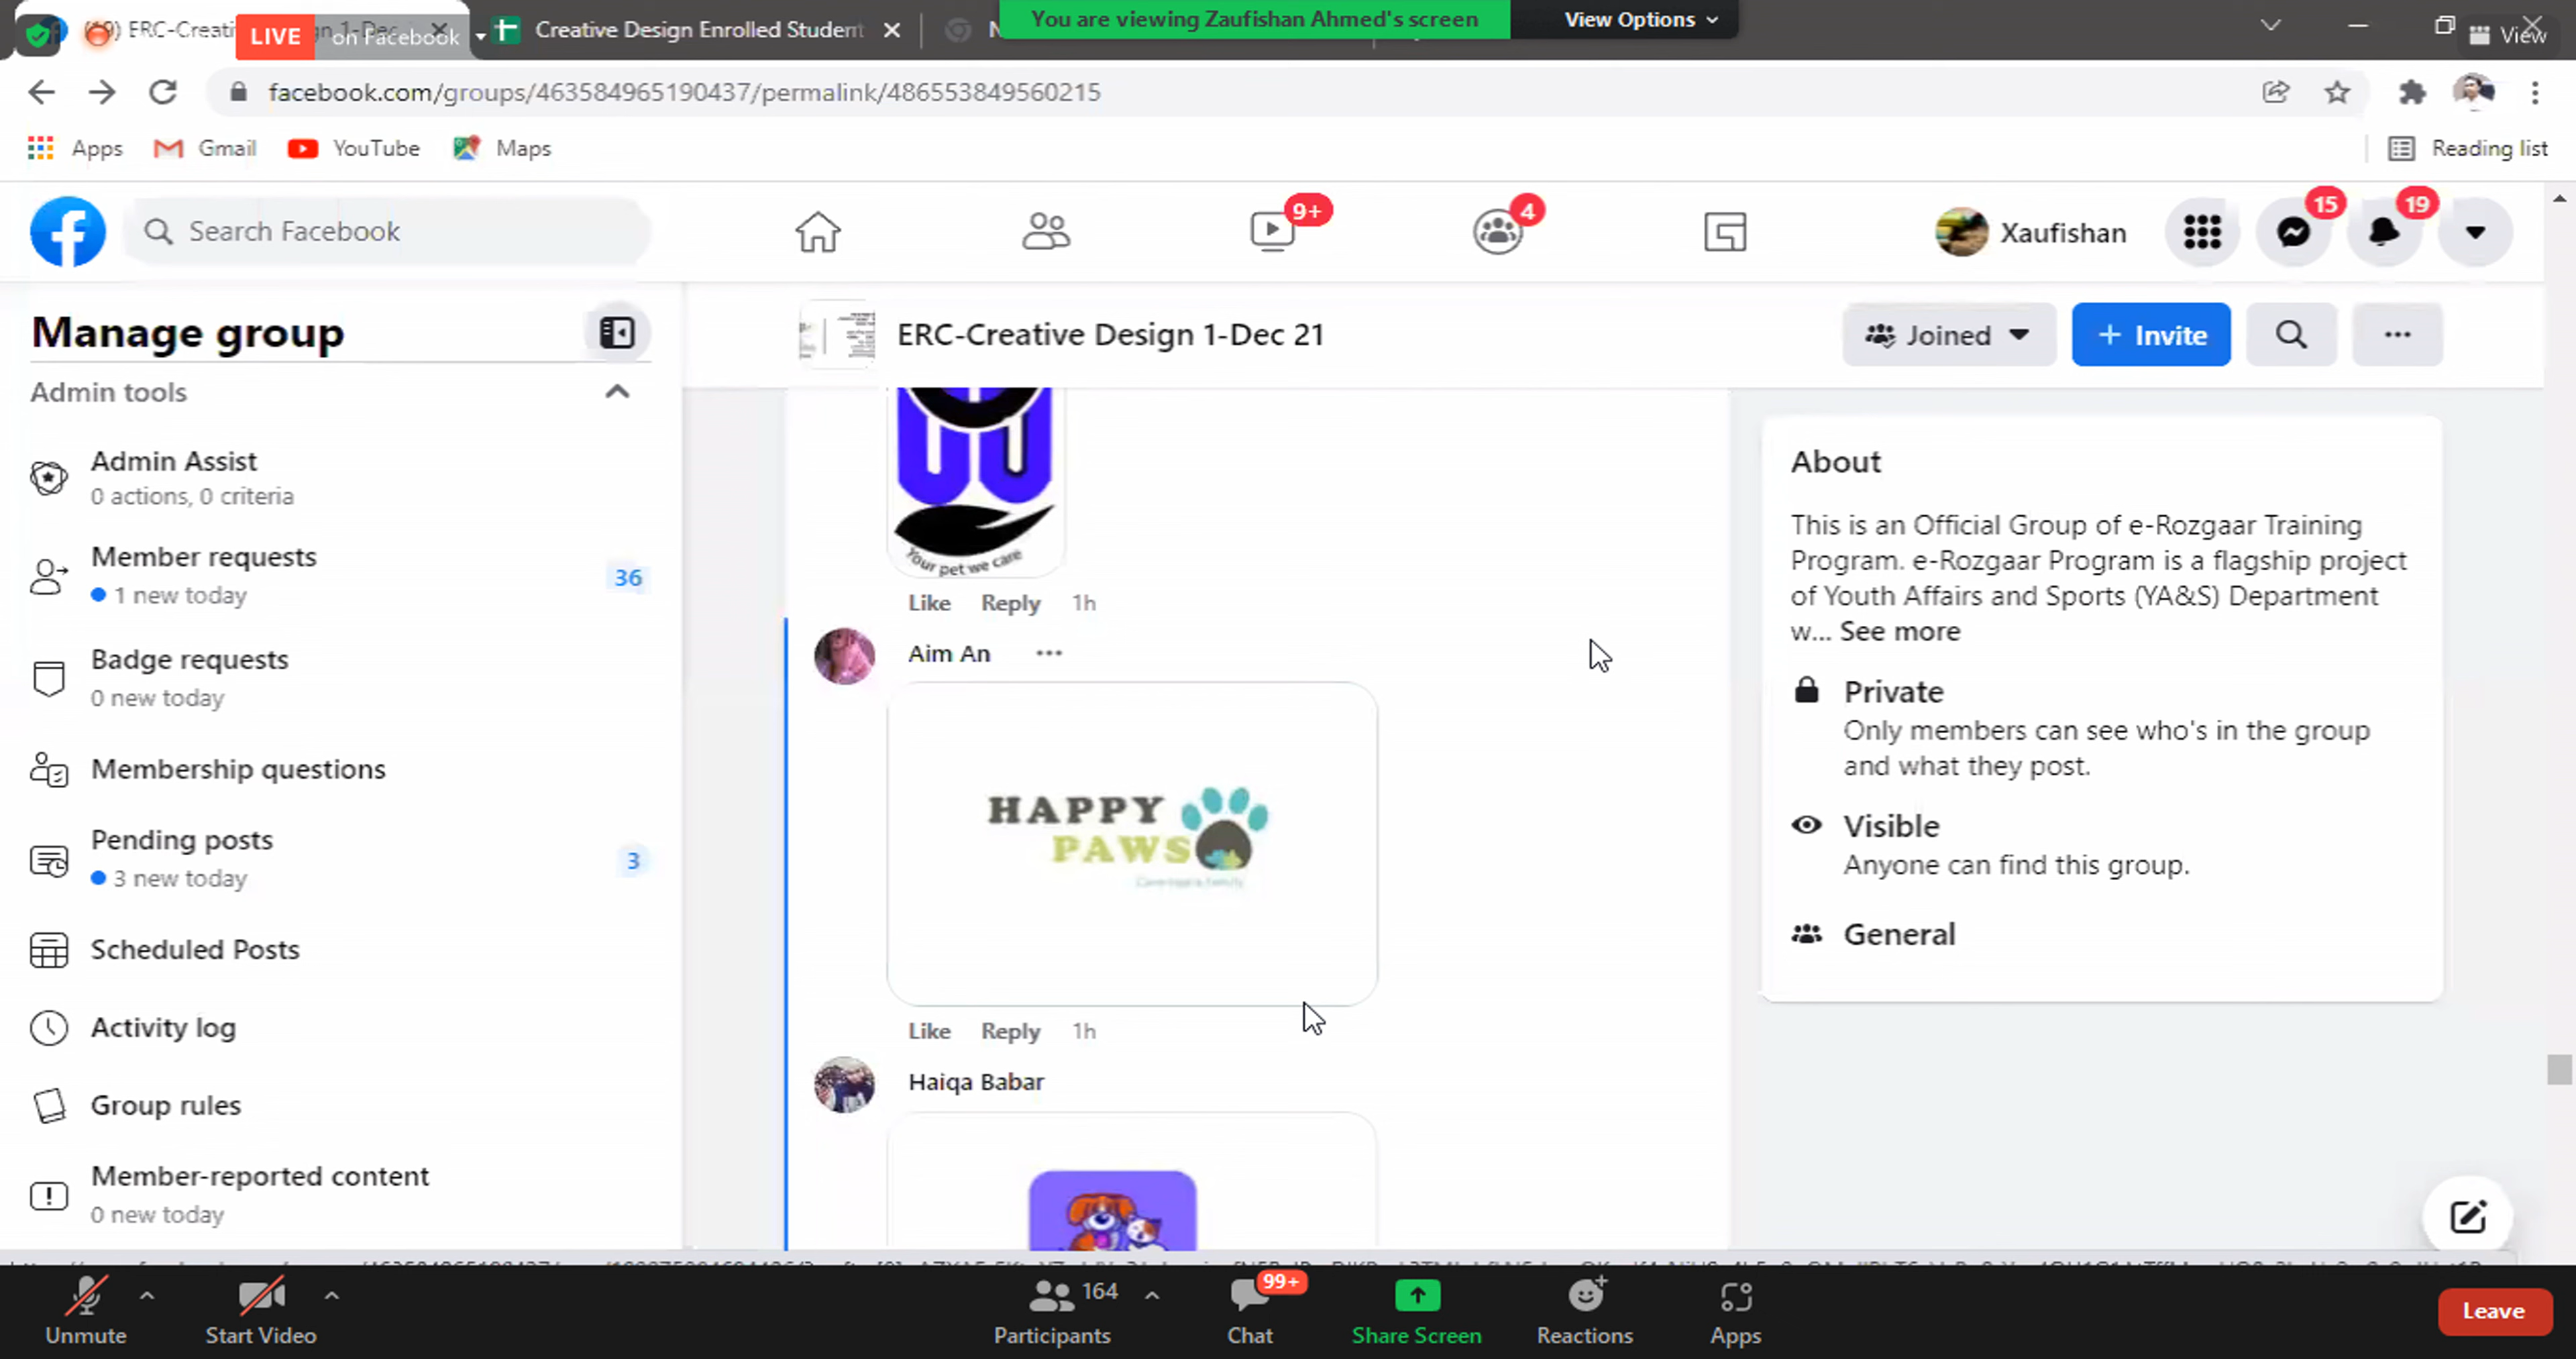 ERC-Creati
LIVE on Facebook
Creative Design Enrolled Student
You are viewing Zaufishan Ahmed's screen
View Options
View
facebook.com/groups/463584965190437/permalink/486553849560215
Apps
Gmail
YouTube
Maps
Reading list
Search Facebook
9+
4
Xaufishan
15
19
Manage group
ERC-Creative Design 1-Dec 21
Joined
+ Invite
Admin tools
Admin Assist
0 actions, 0 criteria
Member requests
1 new today
36
Badge requests
0 new today
Membership questions
Pending posts
3 new today
3
Scheduled Posts
Activity log
Group rules
Member-reported content
0 new today
Your pet we care
Like Reply 1h
Aim An
HAPPY
PAWS
Like Reply 1h
Haiqa Babar
About
This is an Official Group of e-Rozgaar Training
Program. e-Rozgaar Program is a flagship project
of Youth Affairs and Sports (YA&S) Department
w... See more
Private
Only members can see who's in the group
and what they post.
Visible
Anyone can find this group.
General
Unmute
Start Video
164
Participants
99+
Chat
Share Screen
Reactions
Apps
Leave